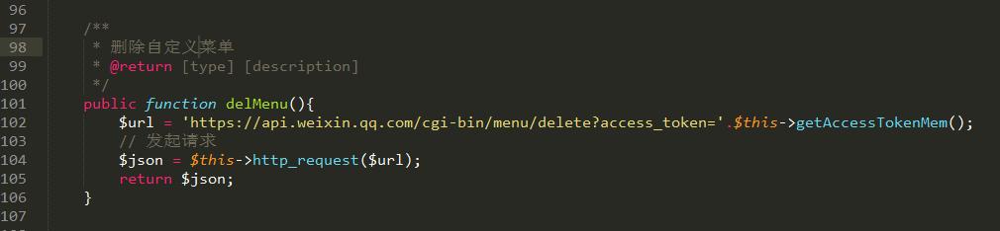 96
97 /**
98 * 删除自定义菜单
99 * @return [type] [description]
100 */
101 public function delMenu(){
102 $url = 'https://api.weixin.qq.com/cgi-bin/menu/delete?access_token='.$this->getAccessTokenMem();
103 // 发起请求
104 $json = $this->http_request($url);
105 return $json;
106 }
107